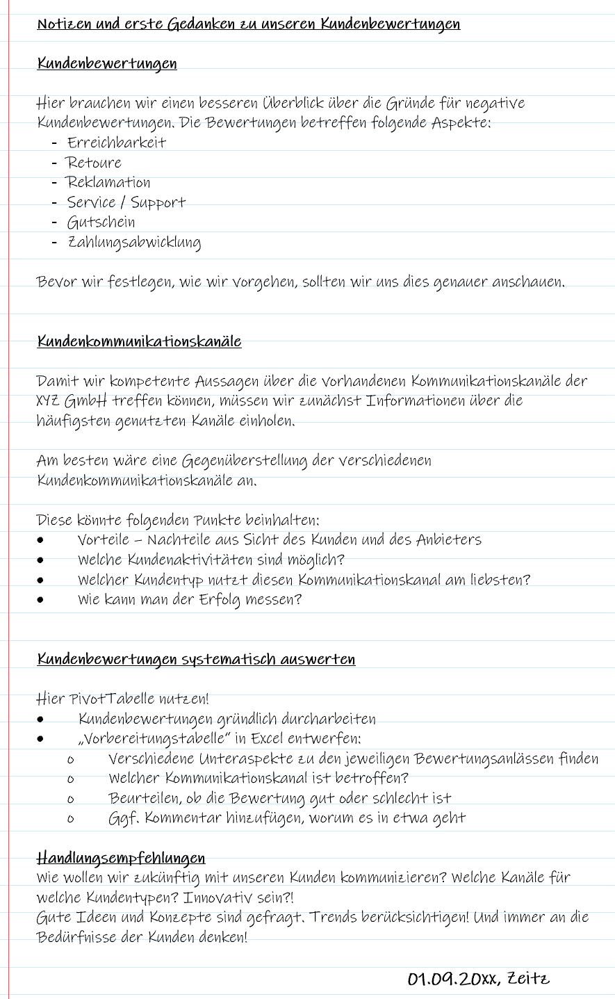 Notizen und erste Gedanken zu unseren Kundenbewertungen
Kundenbewertungen
Hier brauchen wir einen besseren Überblick über die Gründe für negative
Kundenbewertungen. Die Bewertungen betreffen folgende Aspekte:
- Erreichbarkeit
- Retoure
- Reklamation
- Service / Support
- Gutschein
- Zahlungsabwicklung
Bevor wir festlegen, wie wir vorgehen, sollten wir uns dies genauer anschauen.
Kundenkommunikationskanäle
Damit wir kompetente Aussagen über die vorhandenen Kommunikationskanäle der
XYZ GmbH treffen können, müssen wir zunächst Informationen über die
häufigsten genutzten Kanäle einholen.
Am besten wäre eine Gegenüberstellung der verschiedenen
Kundenkommunikationskanäle an.
Diese könnte folgenden Punkte beinhalten:
• Vorteile – Nachteile aus Sicht des Kunden und des Anbieters
• Welche Kundenaktivitäten sind möglich?
• Welcher Kundentyp nutzt diesen Kommunikationskanal am liebsten?
• Wie kann man der Erfolg messen?
Kundenbewertungen systematisch auswerten
Hier PivotTabelle nutzen!
• Kundenbewertungen gründlich durcharbeiten
• „Vorbereitungstabelle“ in Excel entwerfen:
o Verschiedene Unteraspekte zu den jeweiligen Bewertungsanlässen finden
o Welcher Kommunikationskanal ist betroffen?
o Beurteilen, ob die Bewertung gut oder schlecht ist
o Ggf. Kommentar hinzufügen, worum es in etwa geht
Handlungsempfehlungen
Wie wollen wir zukünftig mit unseren Kunden kommunizieren? Welche Kanäle für
welche Kundentypen? Innovativ sein?!
Gute Ideen und Konzepte sind gefragt. Trends berücksichtigen! Und immer an die
Bedürfnisse der Kunden denken!
01.09.20xx, Zeitz